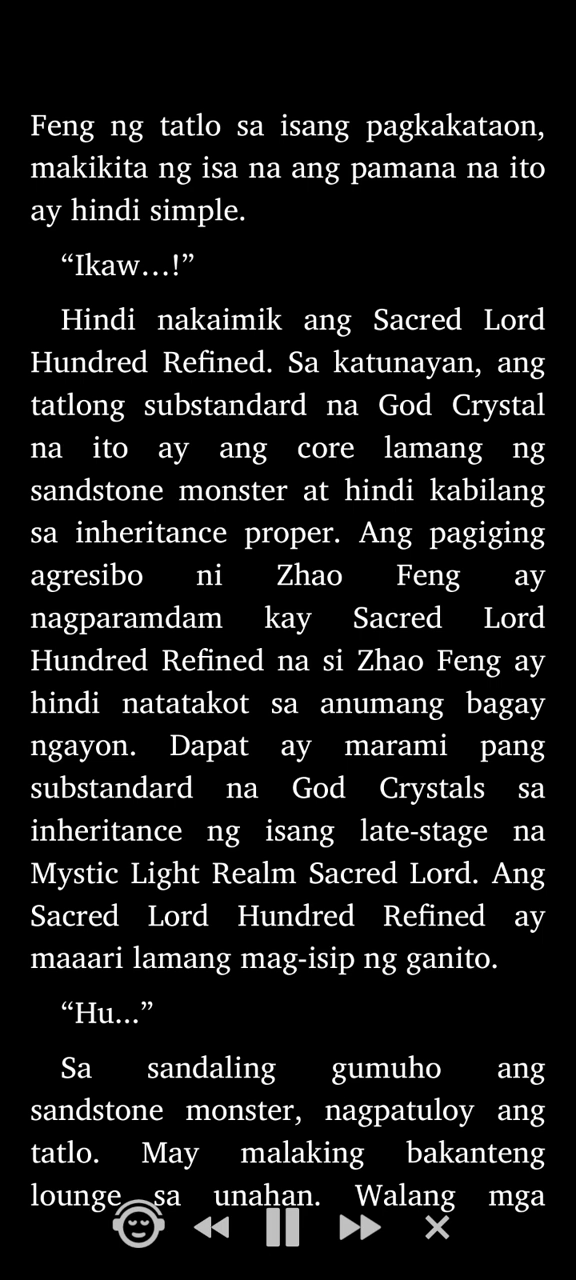 Feng ng tatlo sa isang pagkakataon,
makikita ng isa na ang pamana na ito
ay hindi simple.
“Ikaw…!”
Hindi nakaimik ang Sacred Lord
Hundred Refined. Sa katunayan, ang
tatlong substandard na God Crystal
na ito ay ang core lamang ng
sandstone monster at hindi kabilang
sa inheritance proper. Ang pagiging
agresibo ni Zhao Feng ay
nagparamdam kay Sacred Lord
Hundred Refined na si Zhao Feng ay
hindi natatakot sa anumang bagay
ngayon. Dapat ay marami pang
substandard na God Crystals sa
inheritance ng isang late-stage na
Mystic Light Realm Sacred Lord. Ang
Sacred Lord Hundred Refined ay
maaari lamang mag-isip ng ganito.
“Hu...”
Sa sandaling gumuho ang
sandstone monster, nagpatuloy ang
tatlo. May malaking bakanteng
lounge sa unahan. Walang mga